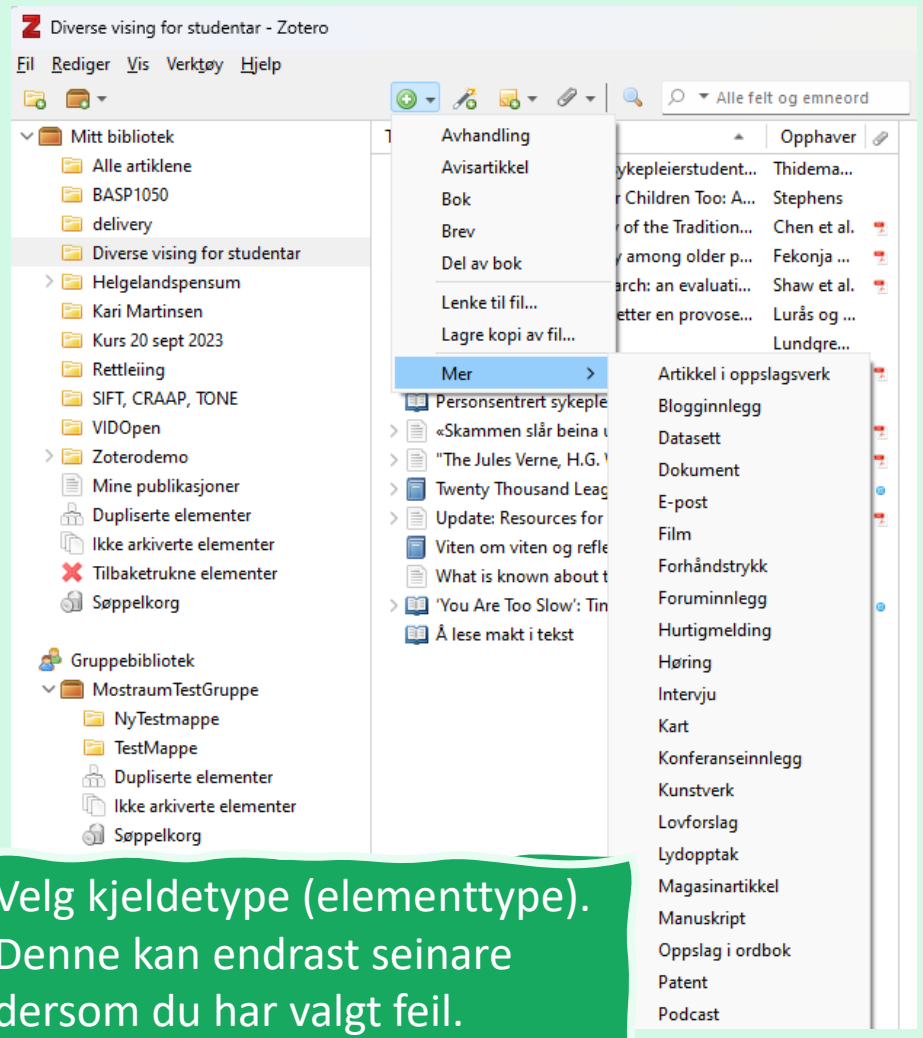 Diverse vising for studentar - Zotero
Fil Rediger Vis Verktøy Hjelp
Alle felt og emneord
Mitt bibliotek
Alle artiklene
BASP1050
delivery
Diverse vising for studentar
Helgelandspensum
Kari Martinsen
Kurs 20 sept 2023
Rettleiing
SIFT, CRAAP, TONE
VIDOpen
Zoterodemo
Mine publikasjoner
Dupliserte elementer
Ikke arkiverte elementer
Tilbaketrukne elementer
Søppelkorg
Gruppebibliotek
MostraumTestGruppe
NyTestmappe
TestMappe
Dupliserte elementer
Ikke arkiverte elementer
Søppelkorg
Avhandling
Avisartikkel
Bok
Brev
Del av bok
Lenke til fil...
Lagre kopi av fil...
Mer
Opphaver
ykepleierstudent... Thidema...
r Children Too: A... Stephens
of the Tradition... Chen et al.
y among older p... Fekonja ...
arch: an evaluati... Shaw et al.
etter en provose... Lurås og ...
Lundgre...
Personsentrert sykeple
«Skammen slår beina
"The Jules Verne, H.G.
Twenty Thousand Leag
Update: Resources for
Viten om viten og refle
What is known about t
'You Are Too Slow': Tin
Å lese makt i tekst
Artikkel i oppslagsverk
Blogginnlegg
Datasett
Dokument
E-post
Film
Forhåndstrykk
Foruminnlegg
Hurtigmelding
Høring
Intervju
Kart
Konferanseinnlegg
Kunstverk
Lovforslag
Lydopptak
Magasinartikkel
Manuskript
Oppslag i ordbok
Patent
Podcast
Velg kjeldetype (elementtype).
Denne kan endrast seinare
dersom du har valgt feil.